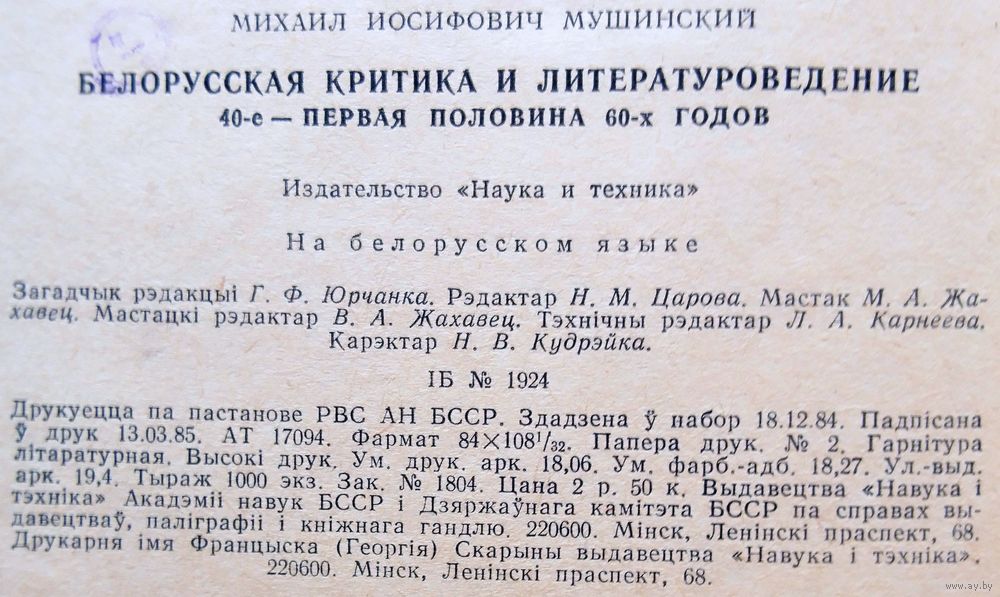 МИХАИЛ ИОСИФОВИЧ МУШИНСКИЙ
БЕЛОРУССКАЯ КРИТИКА И ЛИТЕРАТУРОВЕДЕНИЕ
40-е — ПЕРВАЯ ПОЛОВИНА 60-х ГОДОВ
Издательство «Наука и техника»
На белорусском языке
Загадчык рэдакцыі Г. Ф. Юрчанка. Рэдактар Н. М. Царова. Мастак М. А. Жа-
хавец. Мастацкі рэдактар В. А. Жахавец. Тэхнічны рэдактар Л. А. Карнеева.
Карэктар Н. В. Кудрэйка.
ІБ № 1924
Друкуецца па пастанове РВС АН БССР. Здадзена ў набор 18.12.84. Падпісана
ў друк 13.03.85. АТ 17094. Фармат 84×108¹/₃₂. Папера друк. № 2. Гарнітура
літаратурная. Высокі друк. Ум. друк. арк. 18,06. Ум. фарб.-адб. 18,27. Ул.-выд.
арк. 19,4. Тыраж 1000 экз. Зак. № 1804. Цана 2 р. 50 к. Выдавецтва «Навука і
тэхніка» Акадэміі навук БССР і Дзяржаўнага камітэта БССР па справах вы-
давецтваў, паліграфіі і кніжнага гандлю. 220600. Мінск, Ленінскі праспект, 68.
Друкарня імя Францыска (Георгія) Скарыны выдавецтва «Навука і тэхніка».
220600. Мінск, Ленінскі праспект, 68.
www.ay.by